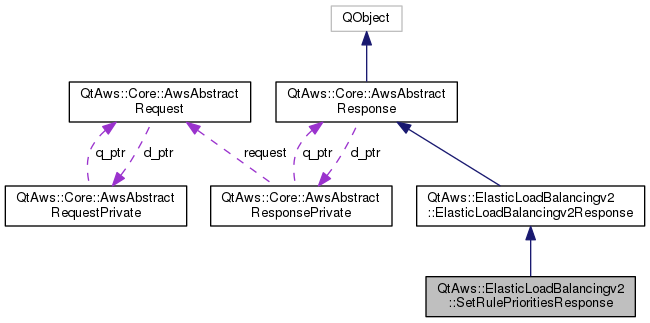 QObject
QtAws::Core::AwsAbstract
Request
QtAws::Core::AwsAbstract
Response
q_ptr
d_ptr
request
q_ptr
d_ptr
QtAws::Core::AwsAbstract
RequestPrivate
QtAws::Core::AwsAbstract
ResponsePrivate
QtAws::ElasticLoadBalancingv2
::ElasticLoadBalancingv2Response
QtAws::ElasticLoadBalancingv2
::SetRulePrioritiesResponse